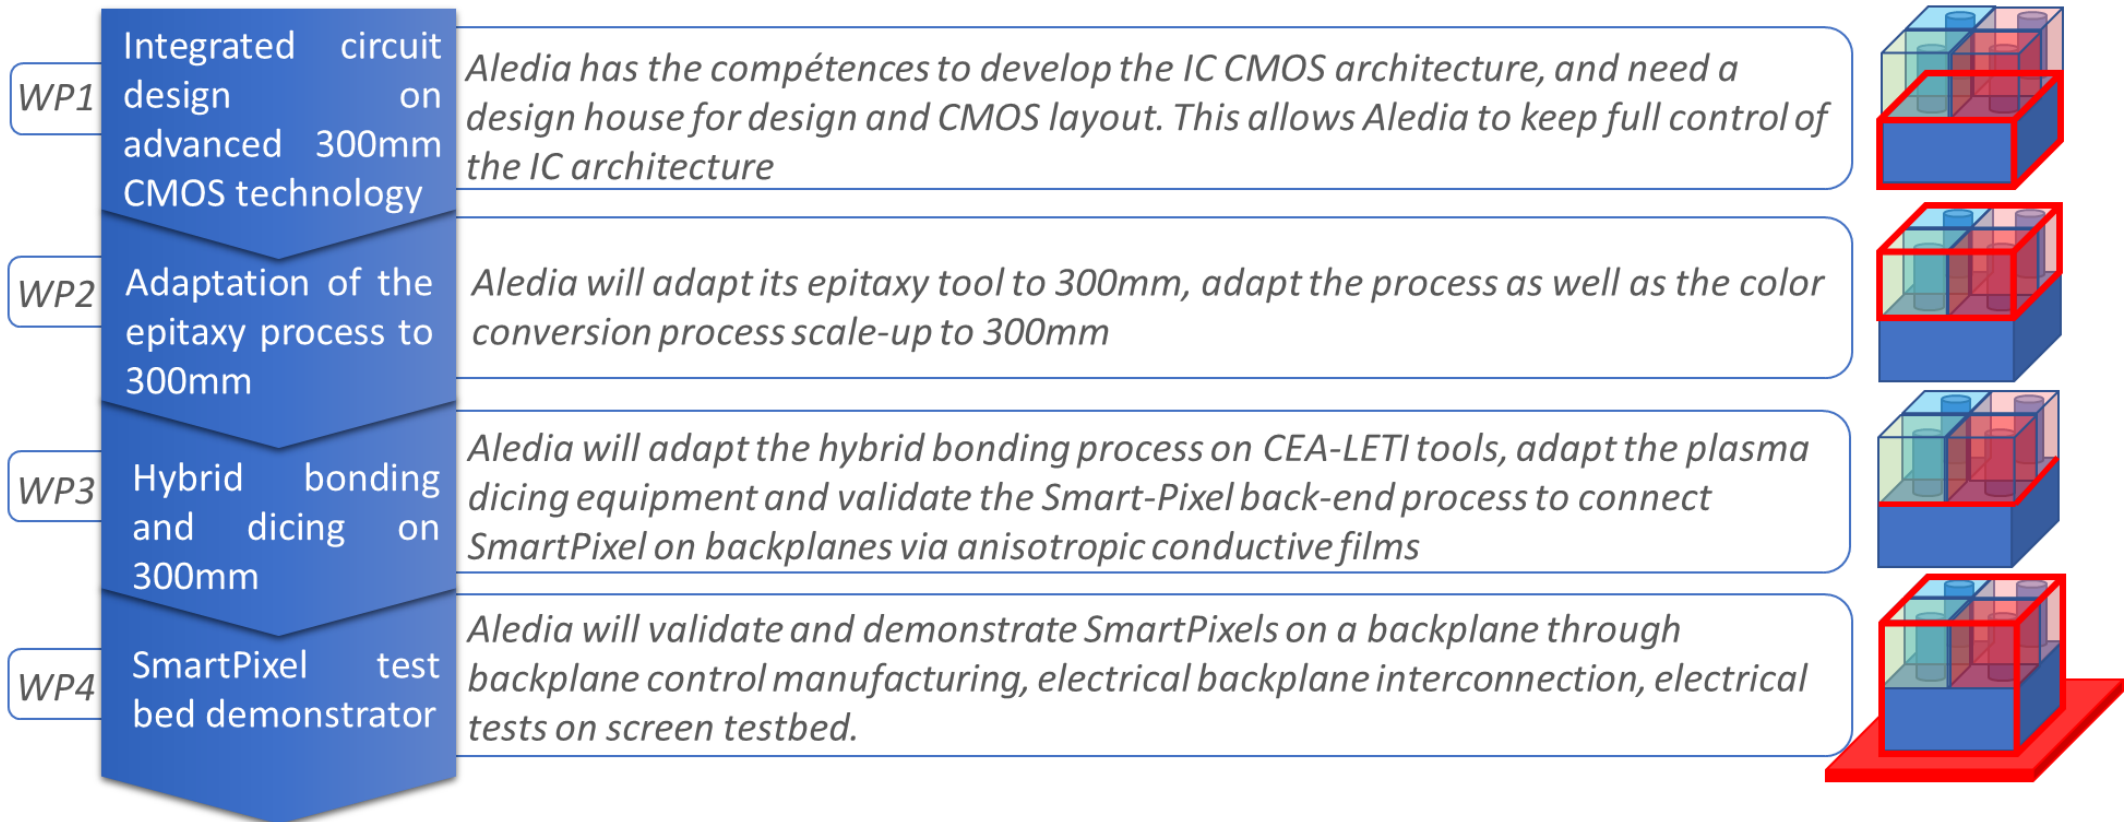 WP1
Integrated circuit
design on
advanced 300mm
CMOS technology
Aledia has the compétences to develop the IC CMOS architecture, and need a
design house for design and CMOS layout. This allows Aledia to keep full control of
the IC architecture
WP2
Adaptation of the
epitaxy process to
300mm
Aledia will adapt its epitaxy tool to 300mm, adapt the process as well as the color
conversion process scale-up to 300mm
WP3
Hybrid bonding
and dicing on
300mm
Aledia will adapt the hybrid bonding process on CEA-LETI tools, adapt the plasma
dicing equipment and validate the Smart-Pixel back-end process to connect
SmartPixel on backplanes via anisotropic conductive films
WP4
SmartPixel test
bed demonstrator
Aledia will validate and demonstrate SmartPixels on a backplane through
backplane control manufacturing, electrical backplane interconnection, electrical
tests on screen testbed.